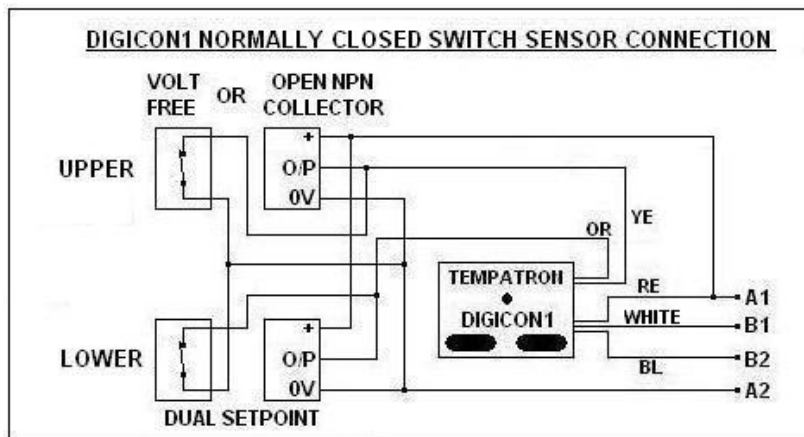 DIGICON1 NORMALLY CLOSED SWITCH SENSOR CONNECTION
VOLT FREE OR OPEN NPN COLLECTOR
UPPER
+
O/P
0V
YE
OR
TEMPATRON
DIGICON1
RE
WHITE
BL
A1
B1
B2
A2
LOWER
+
O/P
0V
DUAL SETPOINT